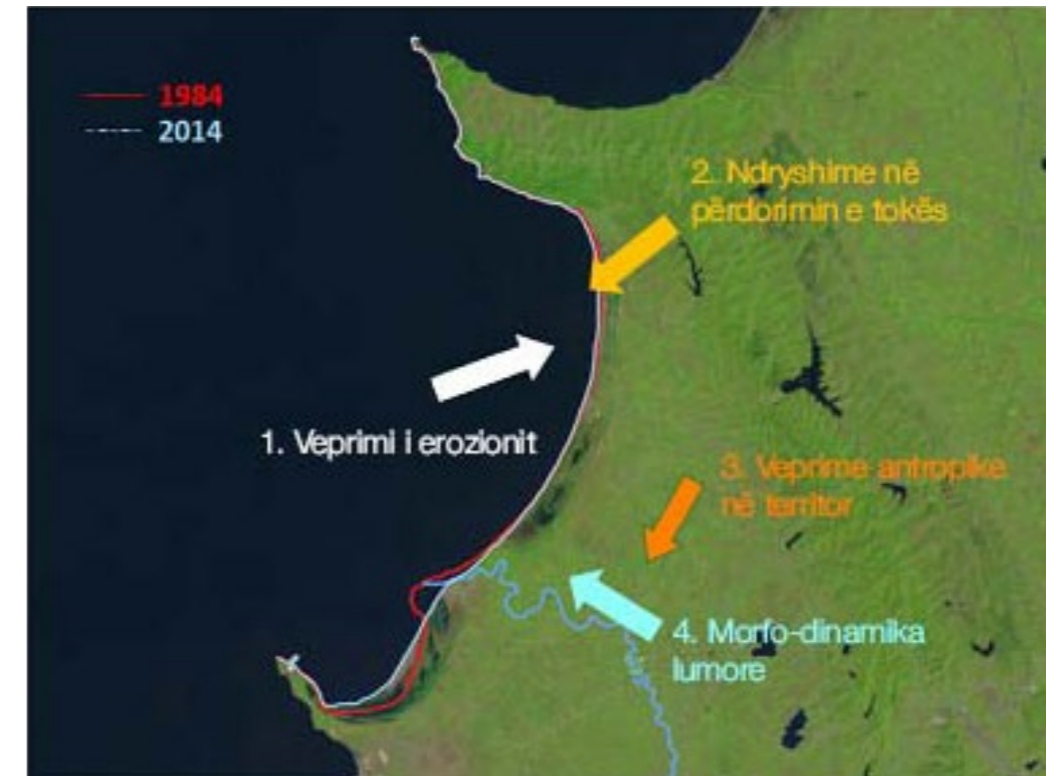 1984
2014
2. Ndryshime në
përdorimin e tokës
1. Veprimi i erozionit
3. Veprime antropike
në territor
4. Morfo-dinamika
lumore